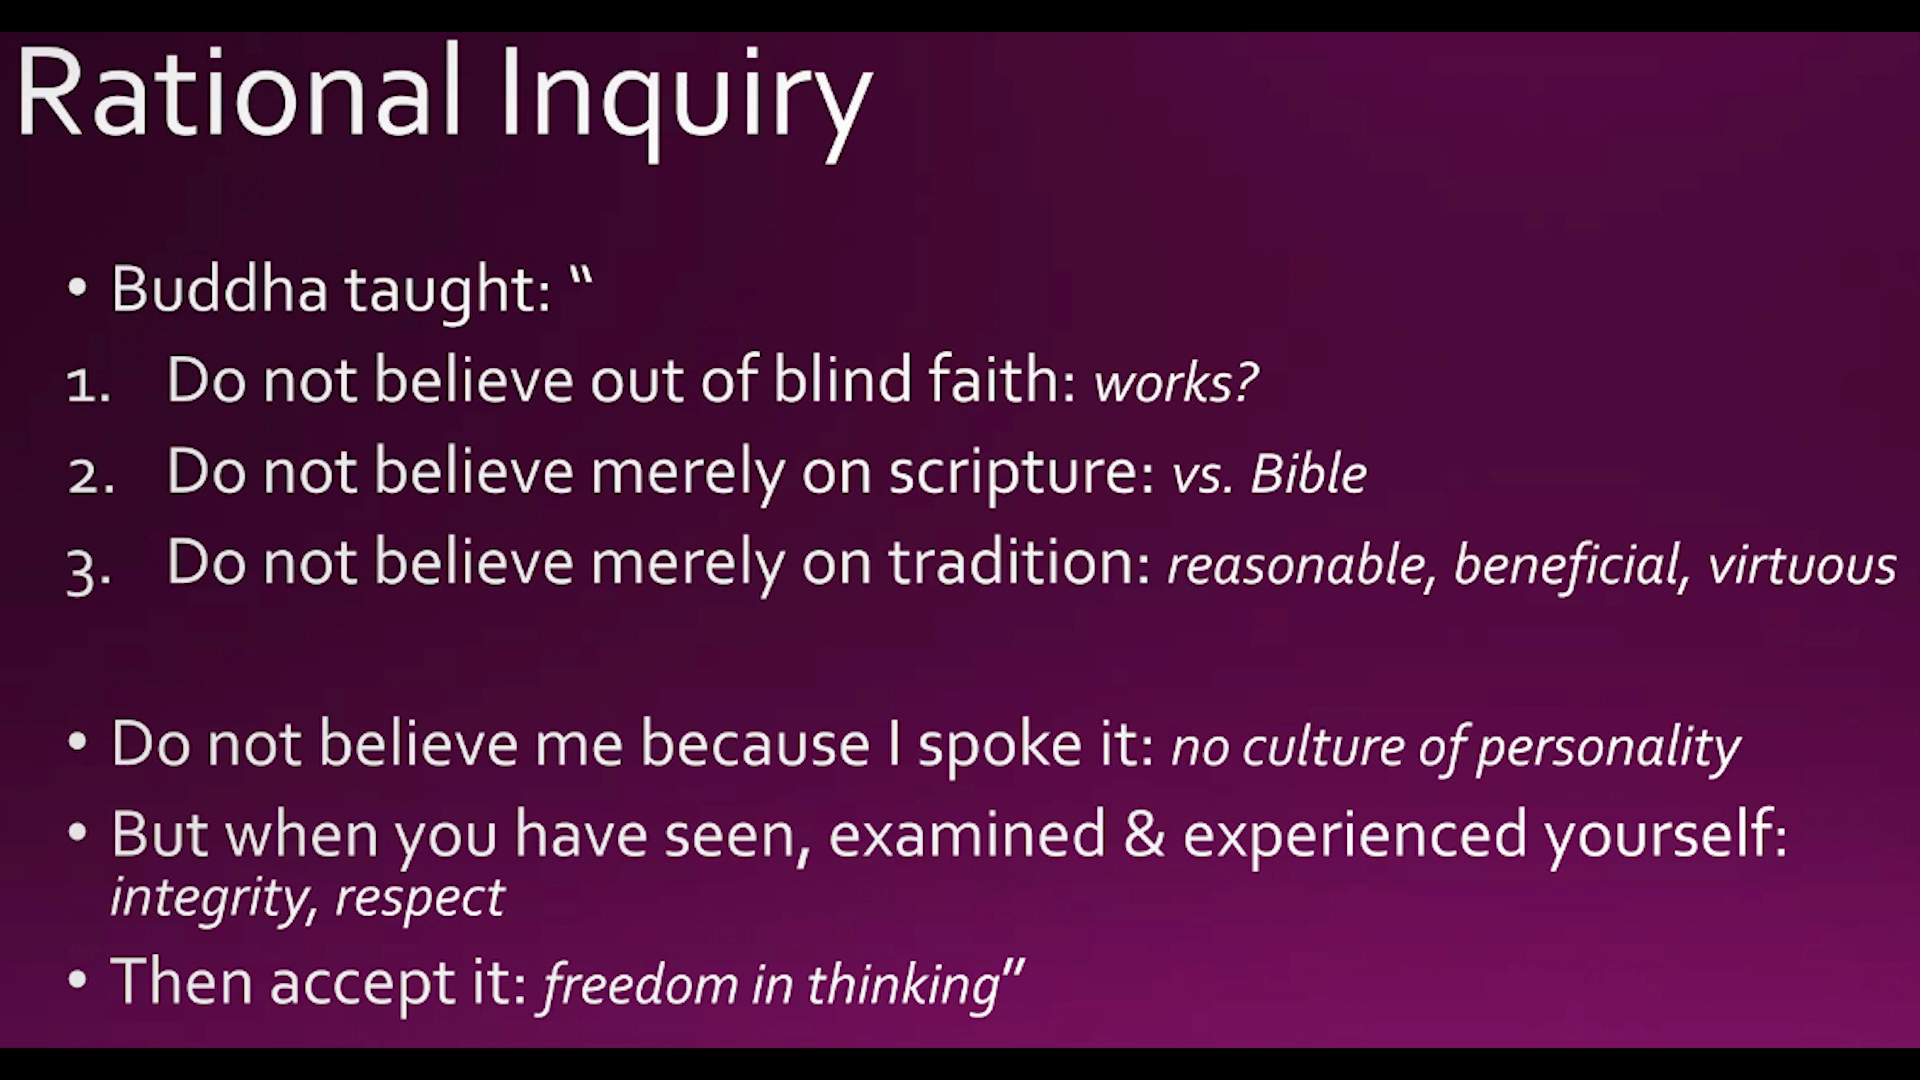 Rational Inquiry
• Buddha taught: “
1. Do not believe out of blind faith: works?
2. Do not believe merely on scripture: vs. Bible
3. Do not believe merely on tradition: reasonable, beneficial, virtuous
• Do not believe me because I spoke it: no culture of personality
• But when you have seen, examined & experienced yourself:
integrity, respect
• Then accept it: freedom in thinking”